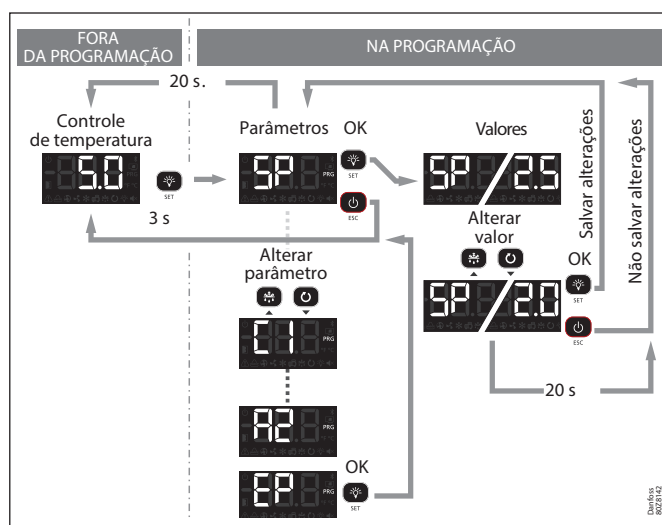 FORA
DA PROGRAMAÇÃO
NA PROGRAMAÇÃO
20 s.
Controle
de temperatura
Parâmetros
OK
Valores
5.0
SET
SP
PRG
SET
SP
2.5
3 s
ESC
Salvar alterações
Não salvar alterações
Alterar
parâmetro
Alterar
valor
C1
PRG
SP
2.0
OK
SET
ESC
20 s
A2
PRG
EP
PRG
OK
SET
Danfoss
80Z8142